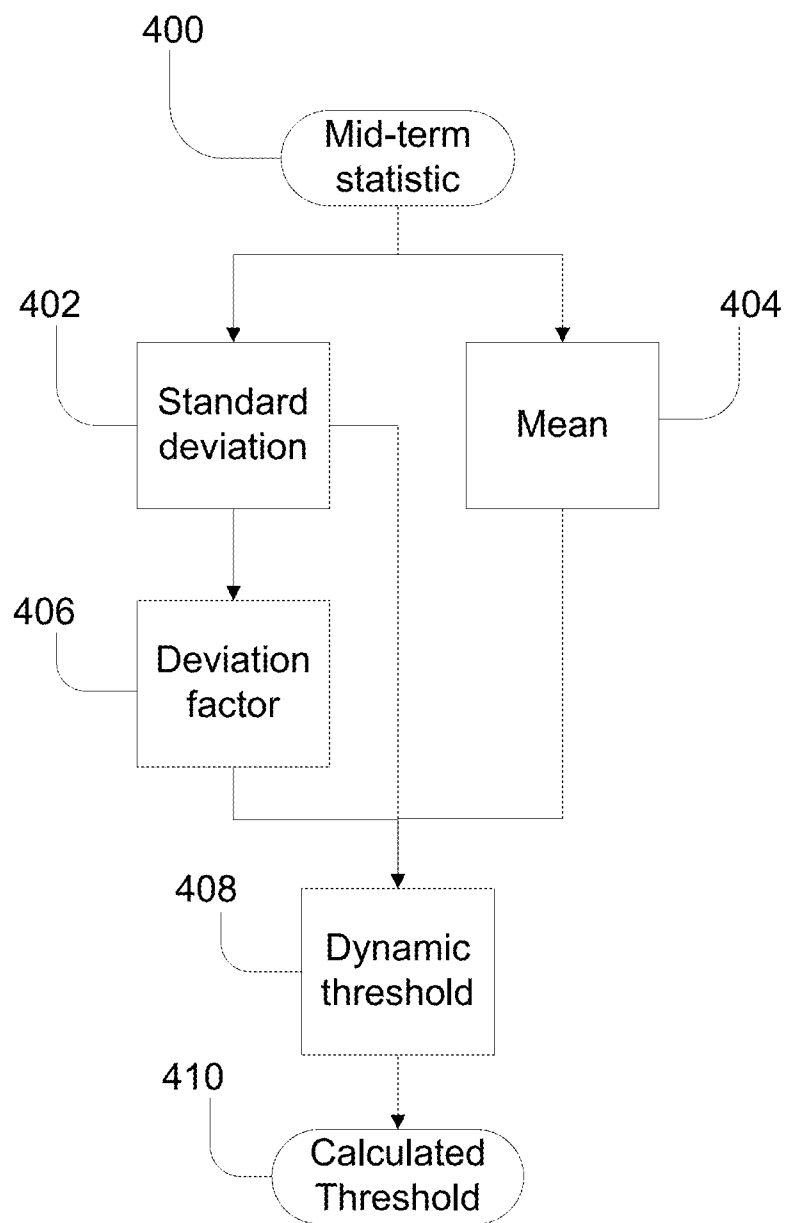 400
Mid-term
statistic
402
404
Standard
deviation
Mean
406
Deviation
factor
408
Dynamic
threshold
410
Calculated
Threshold